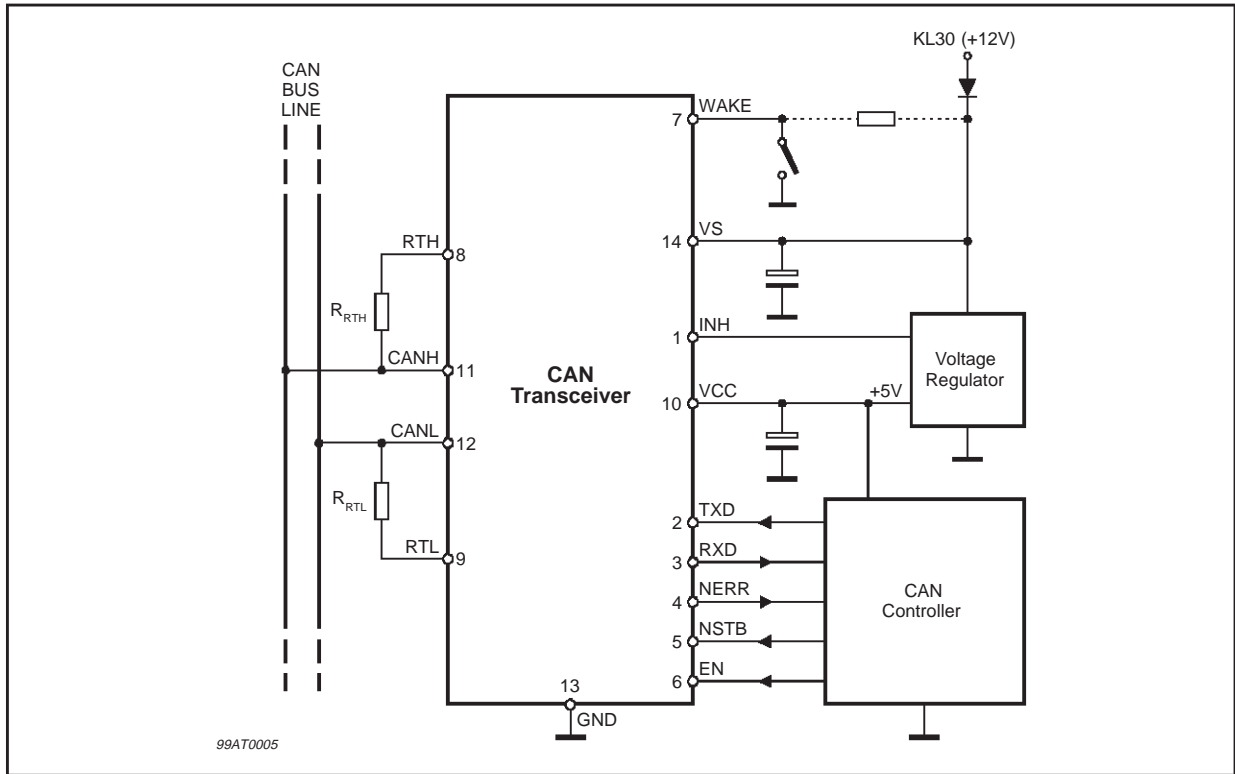 KL30 (+12V)
CAN
BUS
LINE
WAKE
7
VS
14
RTH
8
R_RTH
INH
1
CANH
11
CAN
Transceiver
Voltage
Regulator
VCC
10
+5V
CANL
12
R_RTL
RTL
9
TXD
2
RXD
3
NERR
4
NSTB
5
EN
6
CAN
Controller
13
GND
99AT0005